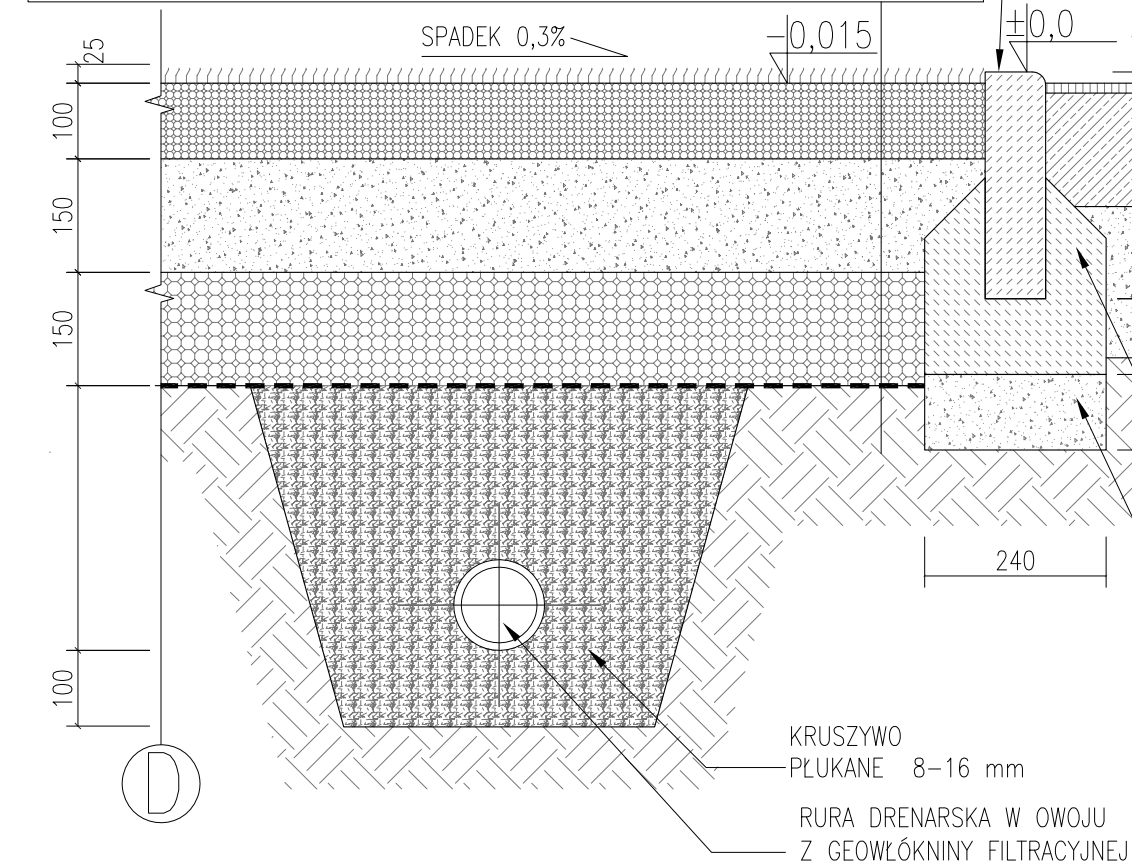 SPADEK 0,3%
-0,015
±0,0
25
100
150
150
100
240
KRUSZYWO
PŁUKANE 8-16 mm
RURA DRENARSKA W OWOJU
Z GEOWŁÓKNINY FILTRACYJNEJ
D